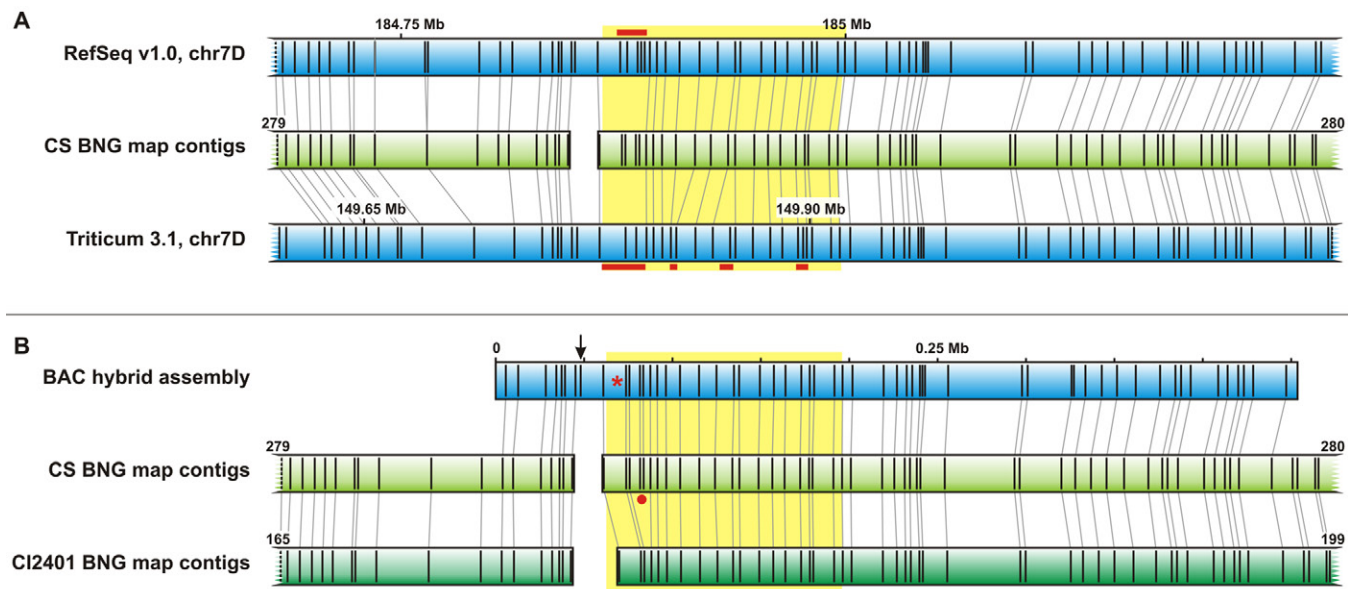 A
184.75 Mb
185 Mb
RefSeq v1.0, chr7D
279
280
CS BNG map contigs
149.65 Mb
149.90 Mb
Triticum 3.1, chr7D
B
0
0.25 Mb
BAC hybrid assembly
*
279
280
CS BNG map contigs
165
199
CI2401 BNG map contigs